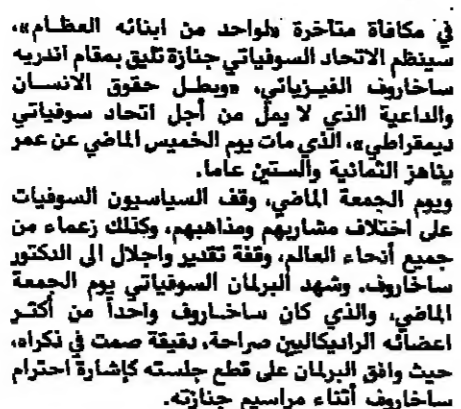 في مكافأة متأخرة «لواحد من ابنائه العظام»،
سينظم الاتحاد السوفياتي جنازة تليق بمقام اندريه
ساخاروف الفيزيائي، «وبطل حقوق الانسان
والداعية الذي لا يمل من أجل اتحاد سوفياتي
ديمقراطي»، الذي مات يوم الخميس الماضي عن عمر
يناهز الثمانية والستين عاما.
ويوم الجمعة الماضي، وقف السياسيون السوفيات
على اختلاف مشاربهم ومذاهبهم، وكذلك زعماء من
جميع أنحاء العالم، وقفة تقدير واجلال الى الدكتور
ساخاروف. وشهد البرلمان السوفياتي يوم الجمعة
الماضي، والذي كان ساخاروف واحداً من أكثر
اعضائه الراديكاليين صراحة، دقيقة صمت في ذكراه،
حيث وافق البرلمان على قطع جلسته كإشارة احترام
ساخاروف أثناء مراسيم جنازته.